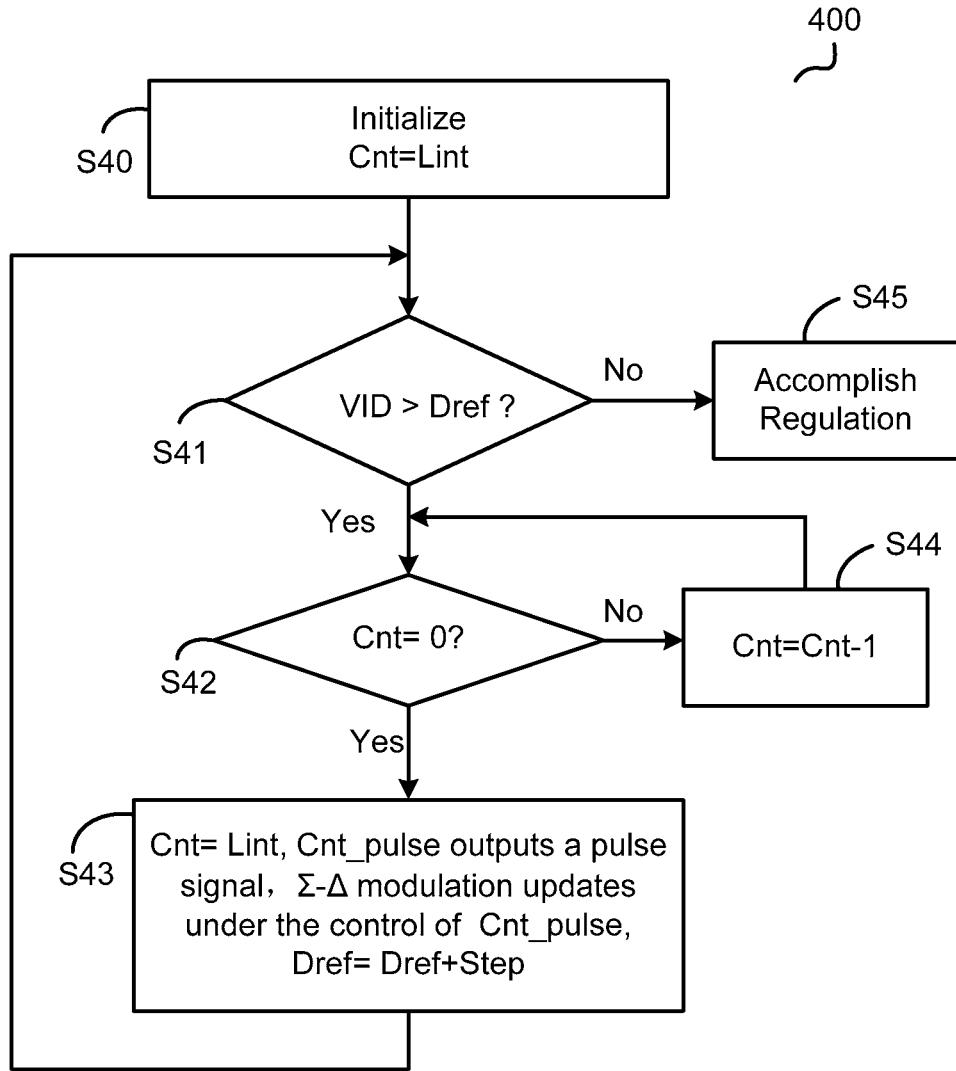 400
Initialize
Cnt=Lint
S40
S45
VID > Dref ?
No
Accomplish
Regulation
S41
Yes
S44
Cnt= 0?
No
Cnt=Cnt-1
S42
Yes
Cnt= Lint, Cnt_pulse outputs a pulse
signal，Σ-Δ modulation updates
under the control of Cnt_pulse,
Dref= Dref+Step
S43